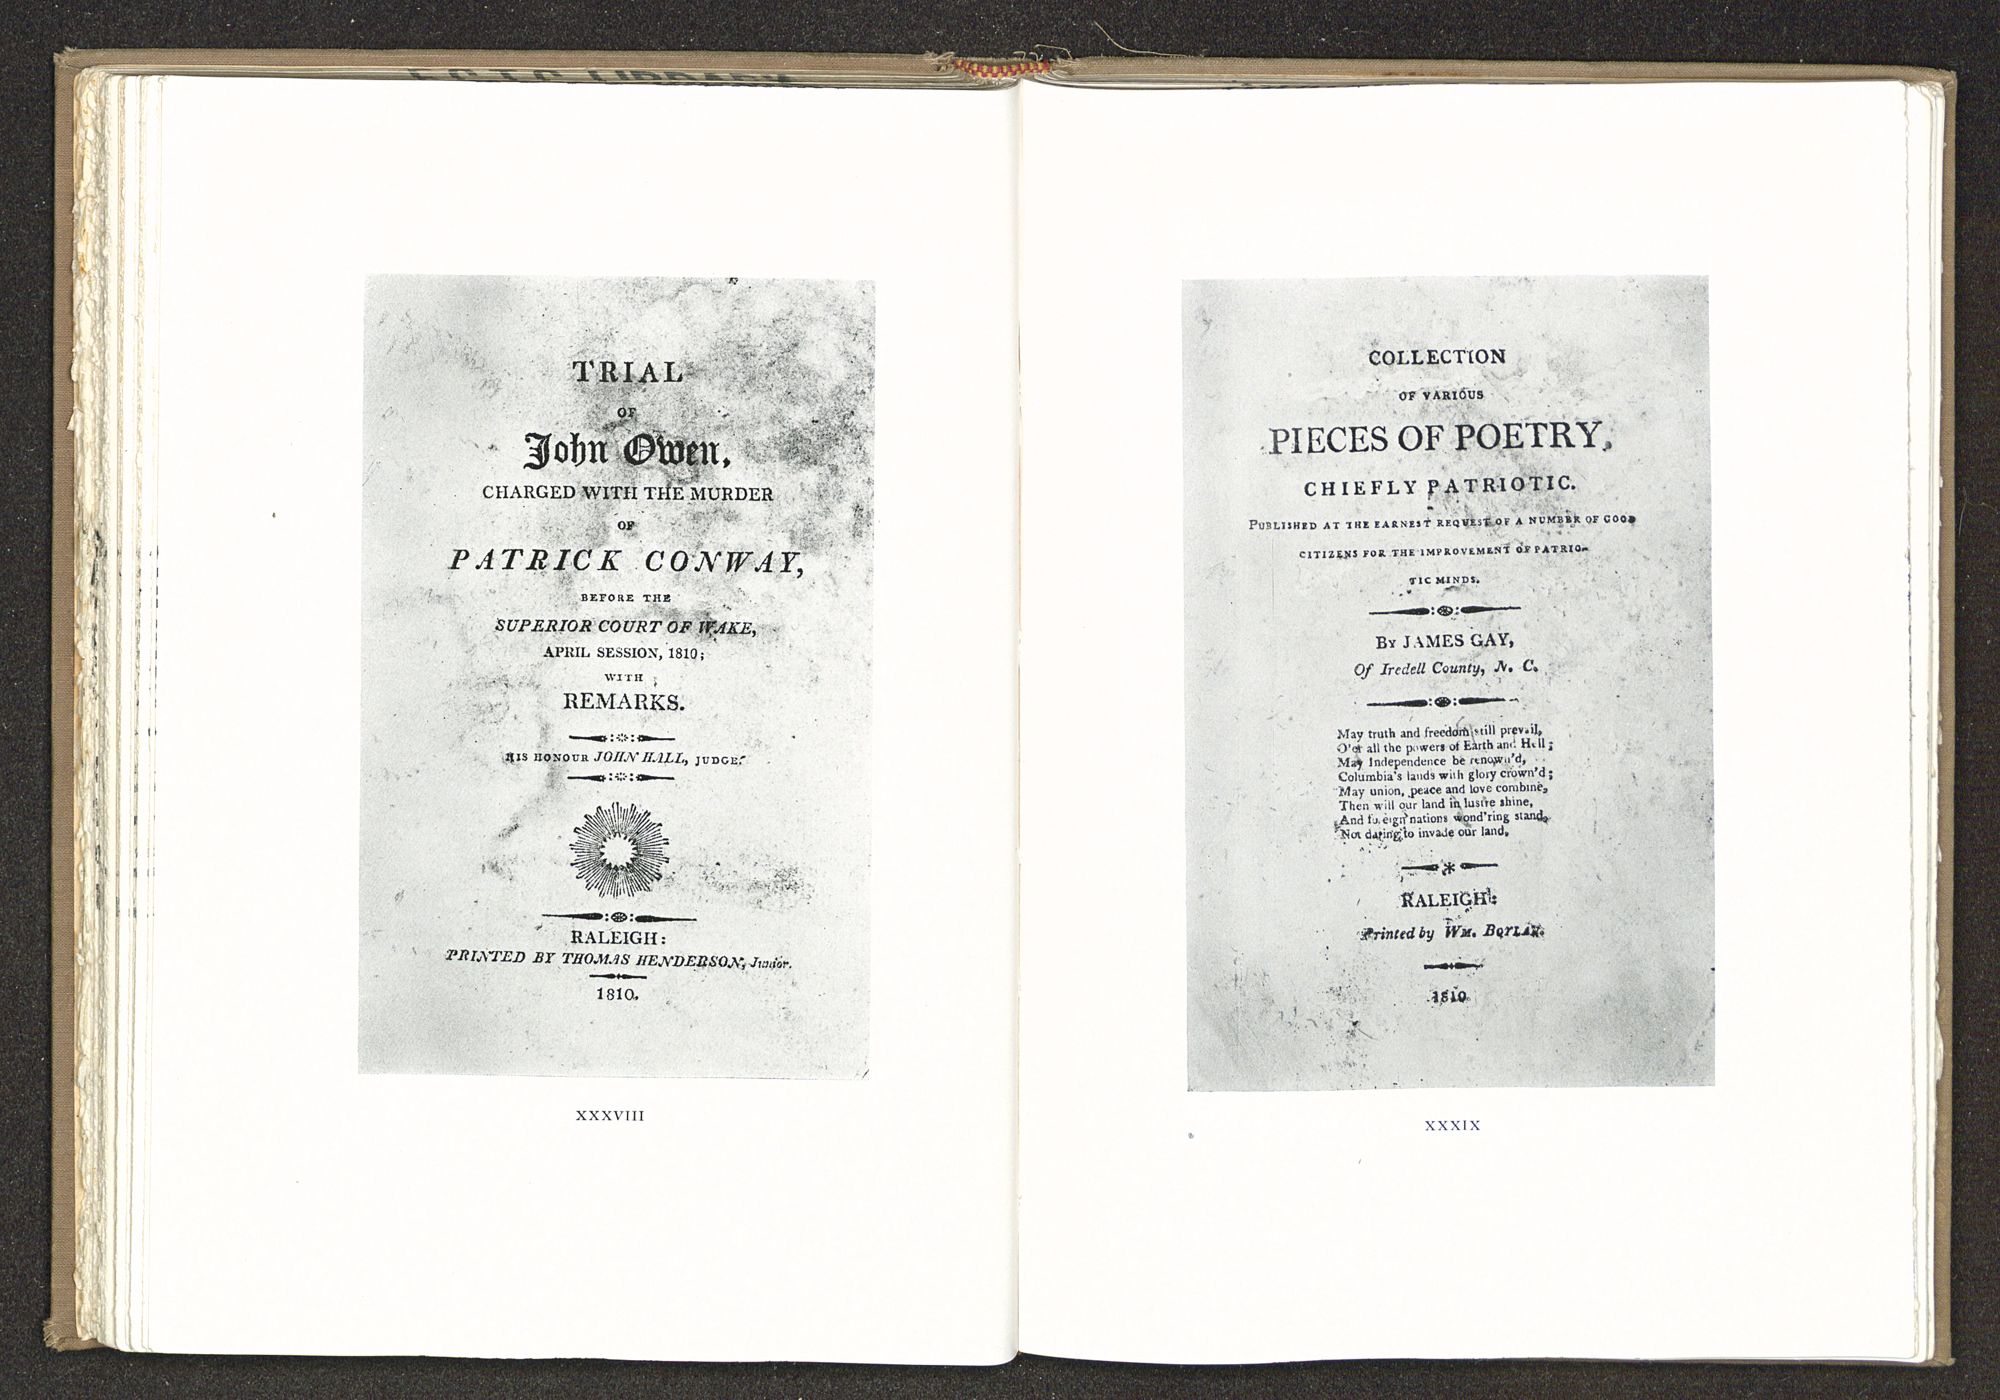 TRIAL
OF
John Owen,
CHARGED WITH THE MURDER
OF
PATRICK CONWAY,
BEFORE THE
SUPERIOR COURT OF WAKE,
APRIL SESSION, 1810;
WITH
REMARKS.
HIS HONOUR JOHN HALL, JUDGE.
RALEIGH:
PRINTED BY THOMAS HENDERSON, Junior.
1810.
XXXVIII
COLLECTION
OF VARIOUS
PIECES OF POETRY,
CHIEFLY PATRIOTIC.
PUBLISHED AT THE EARNEST REQUEST OF A NUMBER OF GOOD
CITIZENS FOR THE IMPROVEMENT OF PATRIO-
TIC MINDS.
BY JAMES GAY,
Of Iredell County, N. C.
May truth and freedom still prevail,
O'er all the powers of Earth and Hell;
May Independence be renown'd,
Columbia's lands with glory crown'd;
May union, peace and love combine,
Then will our land in lustre shine,
And foreign nations wond'ring stand,
Not daring to invade our land.
RALEIGH:
Printed by WM. BOYLAN.
1810
XXXIX